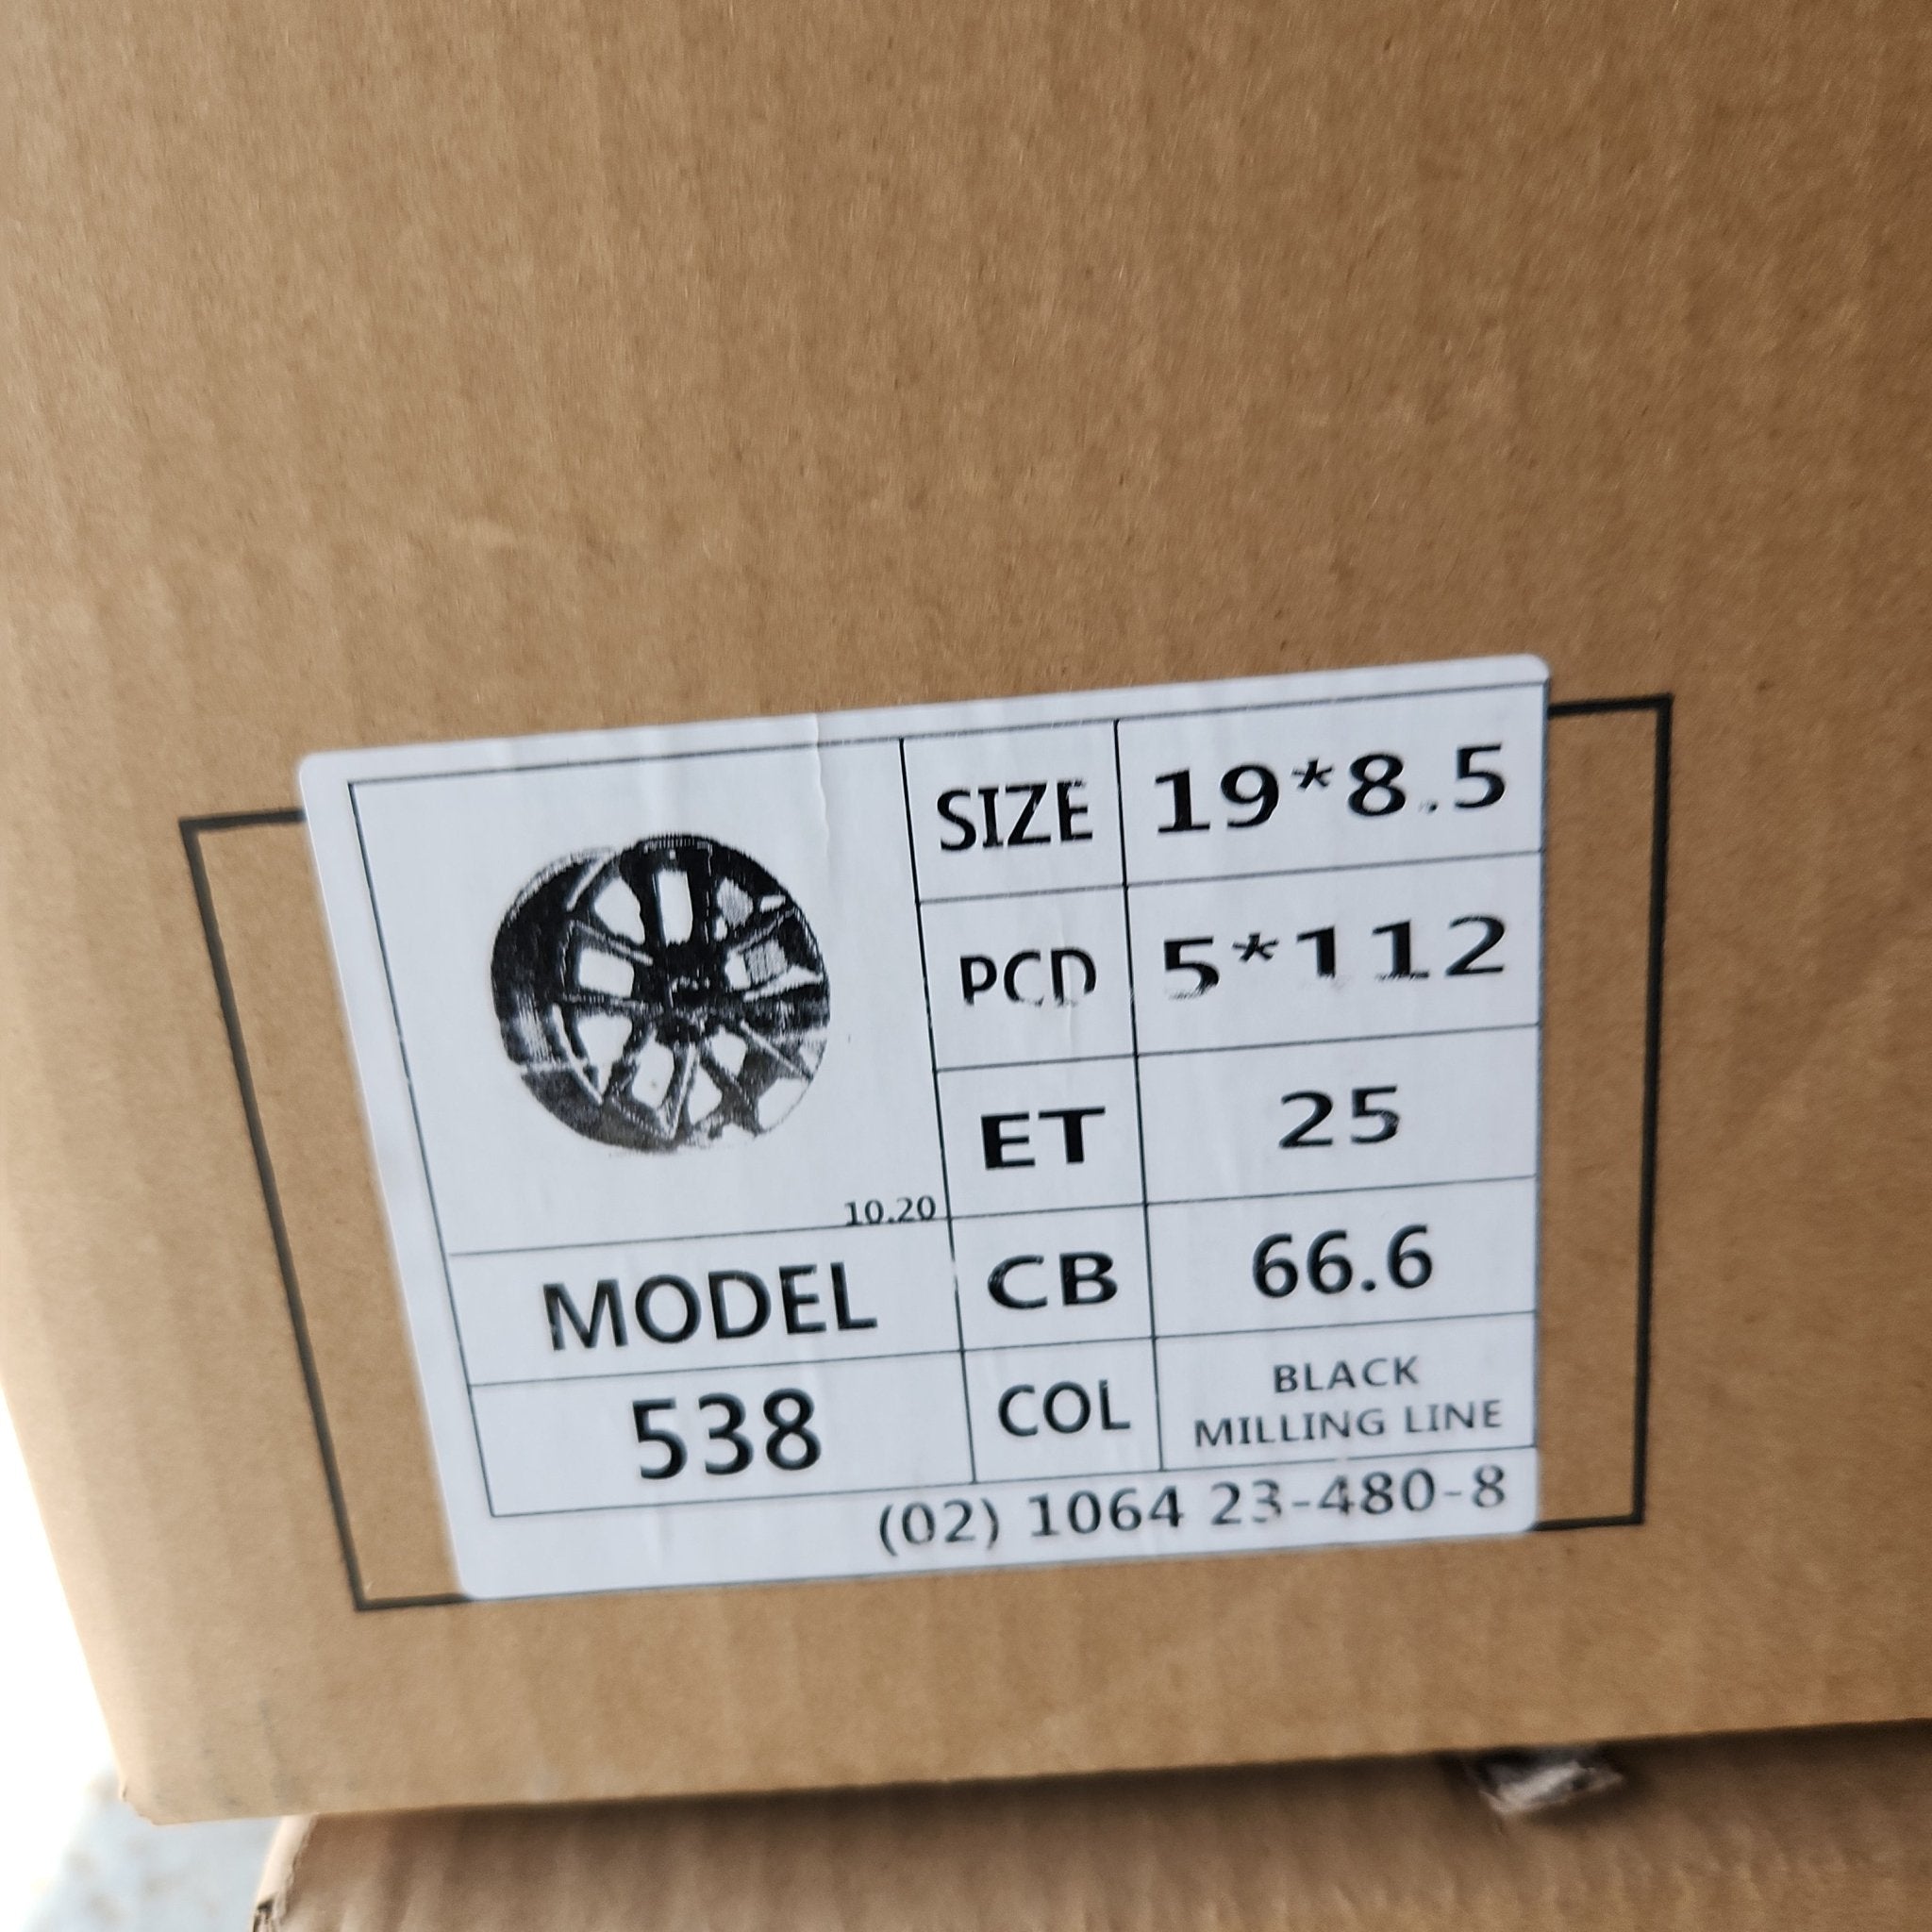 SIZE 19*8.5
PCD 5*112
ET 25
10.20
MODEL
CB 66.6
538
COL BLACK
MILLING LINE
(02) 1064 23-480-8